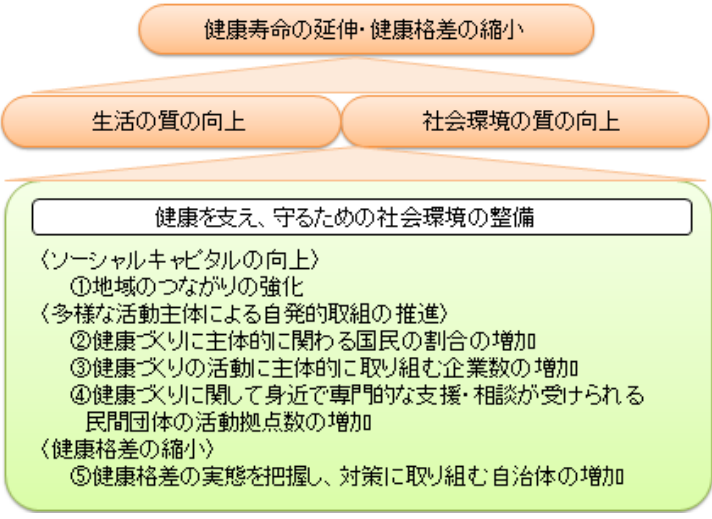 健康寿命の延伸・健康格差の縮小
生活の質の向上
社会環境の質の向上
健康を支え、守るための社会環境の整備
〈ソーシャルキャピタルの向上〉
①地域のつながりの強化
〈多様な活動主体による自発的取組の推進〉
②健康づくりに主体的に関わる国民の割合の増加
③健康づくりの活動に主体的に取り組む企業数の増加
④健康づくりに関して身近で専門的な支援・相談が受けられる
民間団体の活動拠点数の増加
〈健康格差の縮小〉
⑤健康格差の実態を把握し、対策に取り組む自治体の増加